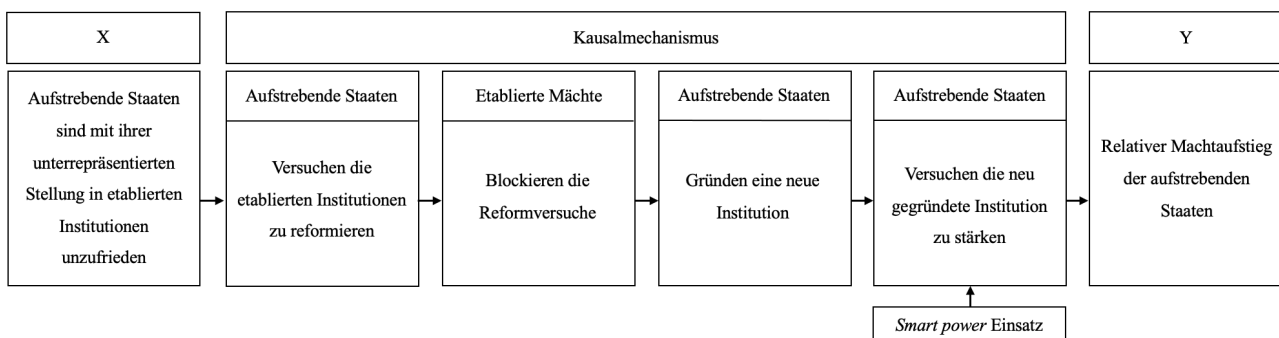 X
Kausalmechanismus
Y
Aufstrebende Staaten
sind mit ihrer
unterrepräsentierten
Stellung in etablierten
Institutionen
unzufrieden
Aufstrebende Staaten
Versuchen die
etablierten Institutionen
zu reformieren
Etablierte Mächte
Blockieren die
Reformversuche
Aufstrebende Staaten
Gründen eine neue
Institution
Aufstrebende Staaten
Versuchen die neu
gegründete Institution
zu stärken
Smart power Einsatz
Relativer Machtaufstieg
der aufstrebenden
Staaten